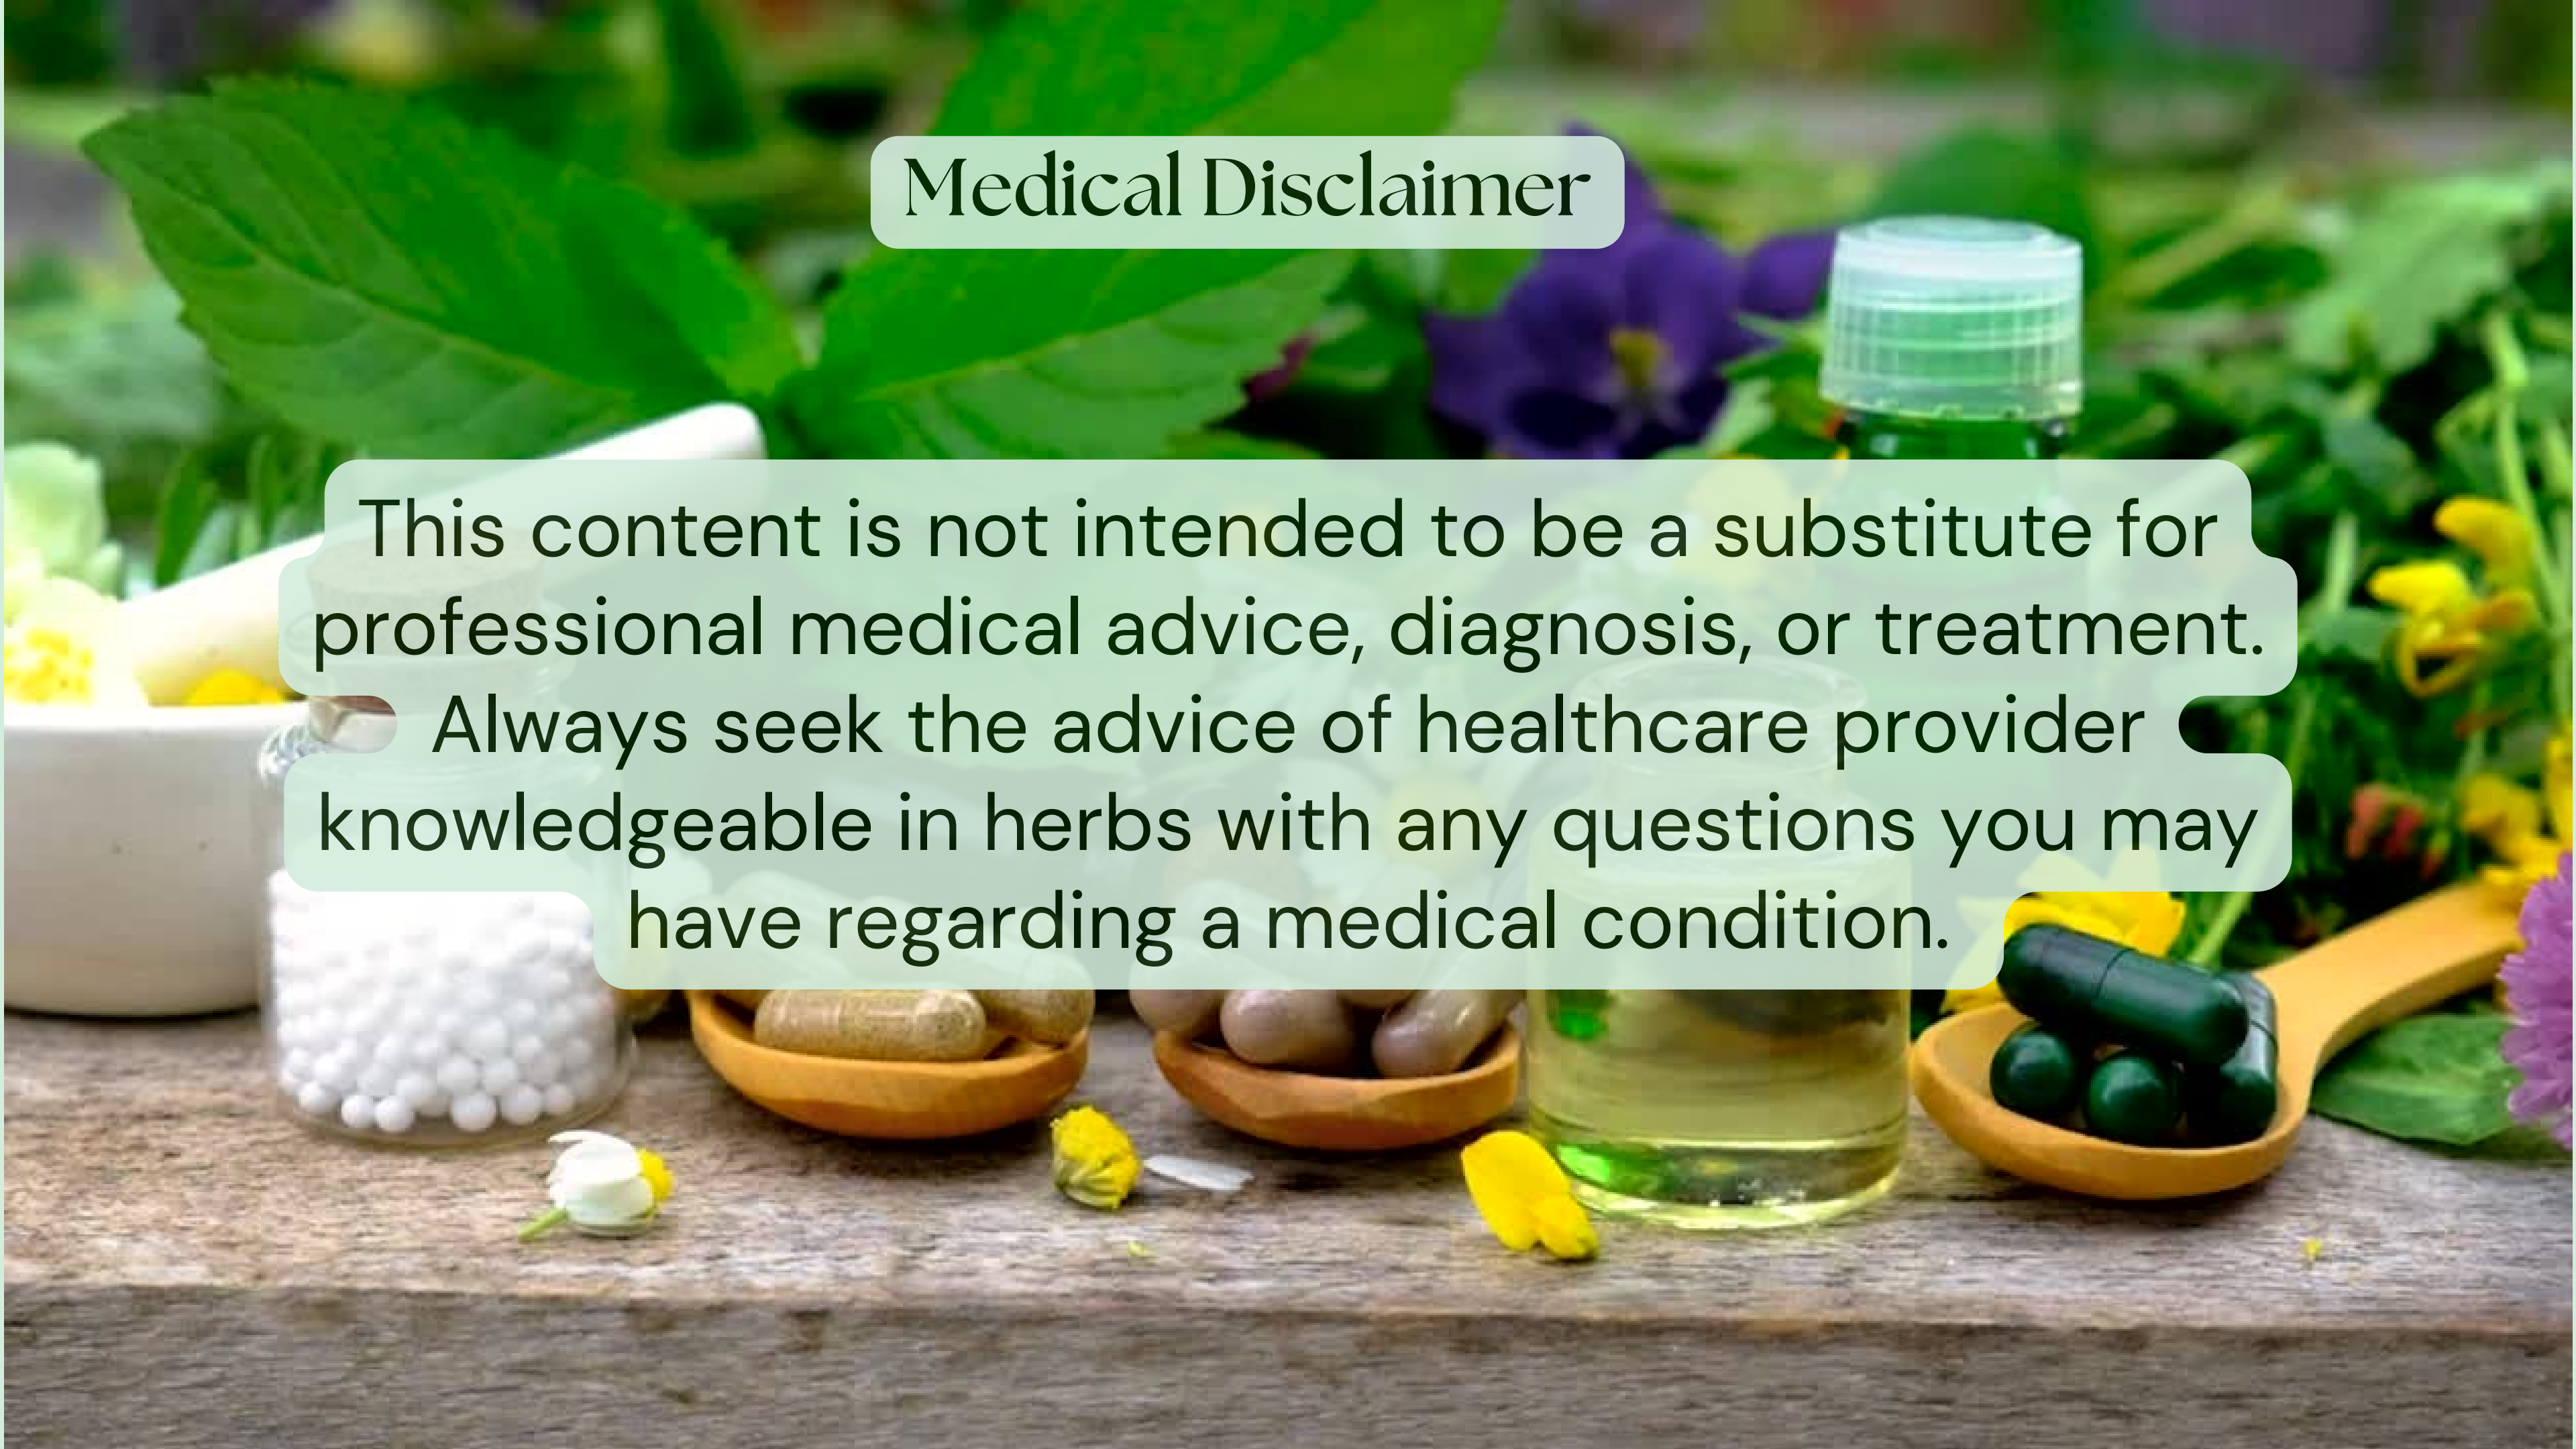 Medical Disclaimer
This content is not intended to be a substitute for
professional medical advice, diagnosis, or treatment.
Always seek the advice of healthcare provider
knowledgeable in herbs with any questions you may
have regarding a medical condition.